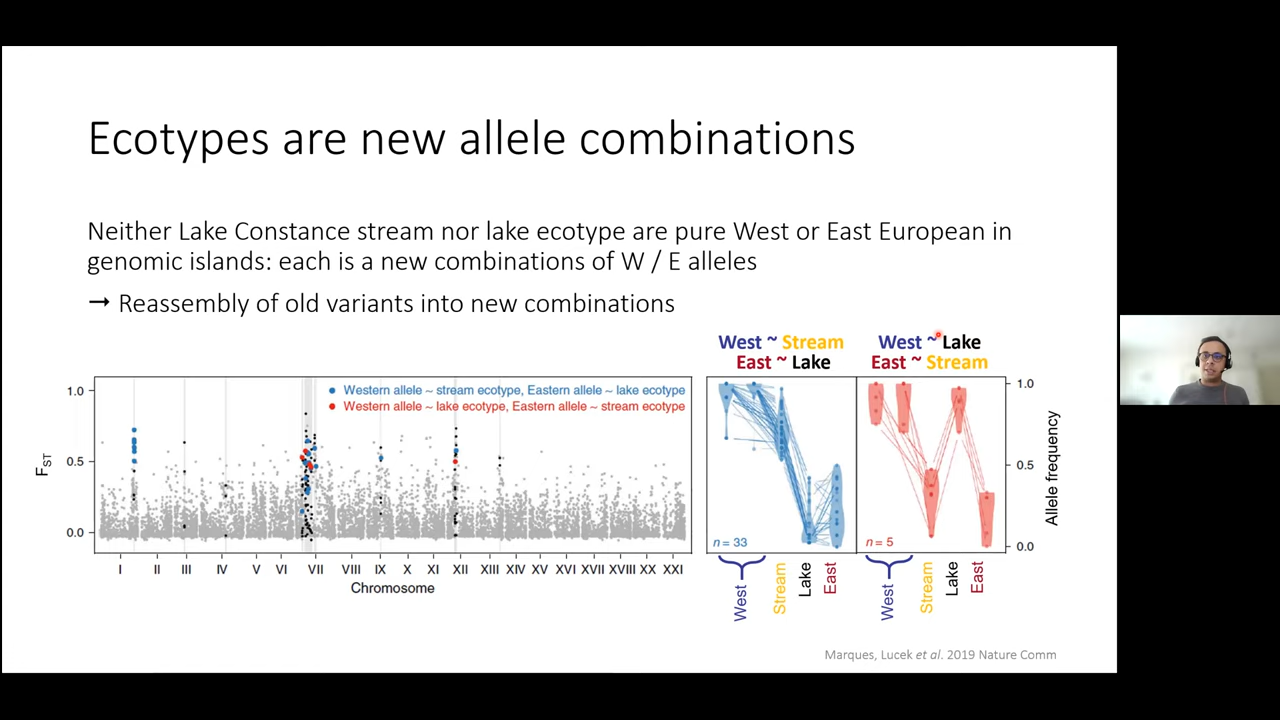 Ecotypes are new allele combinations
Neither Lake Constance stream nor lake ecotype are pure West or East European in
genomic islands: each is a new combinations of W / E alleles
→ Reassembly of old variants into new combinations
West ~ Stream
East ~ Lake
West ~ Lake
East ~ Stream
Western allele ~ stream ecotype, Eastern allele ~ lake ecotype
Western allele ~ lake ecotype, Eastern allele ~ stream ecotype
1.0
0.5
0.0
FST
I II III IV V VI VII VIII IX X XI XII XIII XIV XV XVI XVII XVIII XX XXI
Chromosome
n = 33
n = 5
1.0
0.5
0.0
Allele frequency
West
Stream
Lake
East
West
Stream
Lake
East
Marques, Lucek et al. 2019 Nature Comm